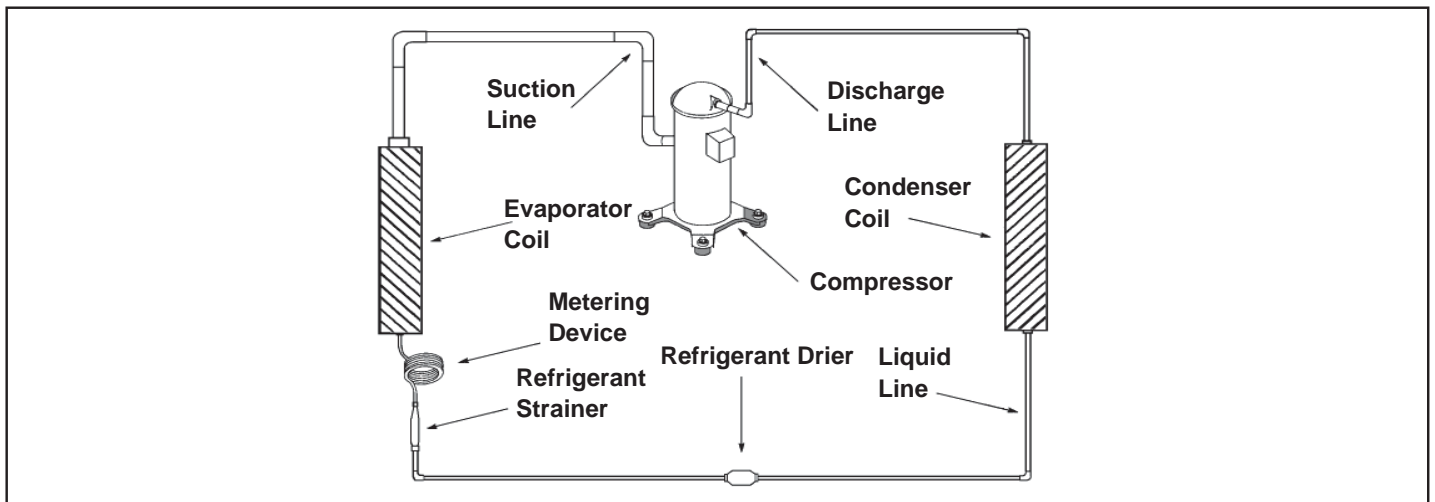 Suction
Line
Discharge
Line
Evaporator
Coil
Condenser
Coil
Compressor
Metering
Device
Refrigerant Drier
Liquid
Line
Refrigerant
Strainer